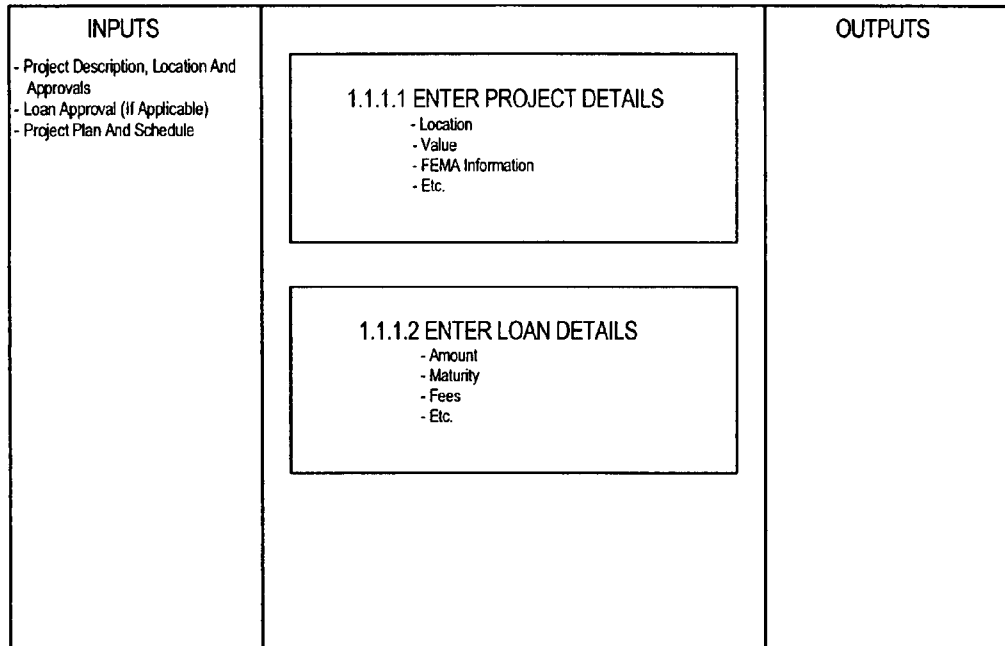 INPUTS
- Project Description, Location And
Approvals
- Loan Approval (If Applicable)
- Project Plan And Schedule
1.1.1.1 ENTER PROJECT DETAILS
- Location
- Value
- FEMA Information
- Etc.
1.1.1.2 ENTER LOAN DETAILS
- Amount
- Maturity
- Fees
- Etc.
OUTPUTS